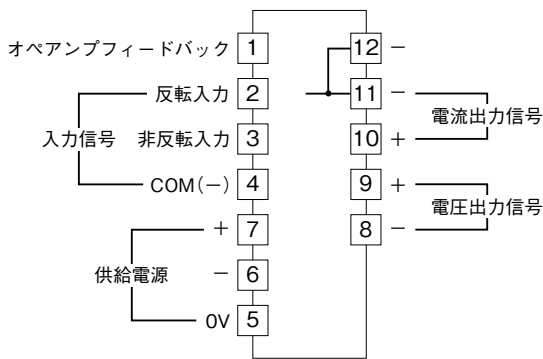 オペアンプフィードバック 1
反転入力 2
入力信号
非反転入力 3
COM(−) 4
+ 7
供給電源
− 6
0V 5
12 −
11 −
電流出力信号
10 +
9 +
電圧出力信号
8 −